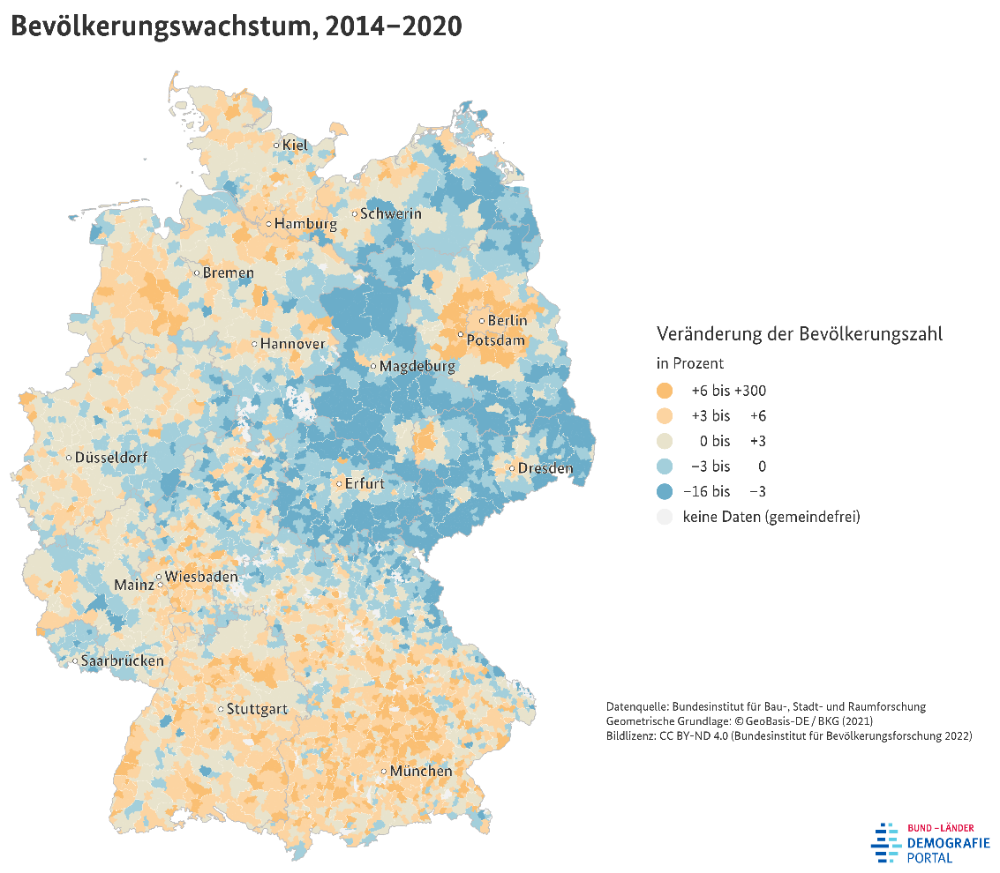 Bevölkerungswachstum, 2014–2020
Kiel
Schwerin
Hamburg
Bremen
Berlin
Potsdam
Hannover
Magdeburg
Düsseldorf
Dresden
Erfurt
Wiesbaden
Mainz
Saarbrücken
Stuttgart
München
Veränderung der Bevölkerungszahl
in Prozent
+6 bis +300
+3 bis +6
0 bis +3
−3 bis 0
−16 bis −3
keine Daten (gemeindefrei)
Datenquelle: Bundesinstitut für Bau-, Stadt- und Raumforschung
Geometrische Grundlage: © GeoBasis-DE / BKG (2021)
Bildlizenz: CC BY-ND 4.0 (Bundesinstitut für Bevölkerungsforschung 2022)
BUND–LÄNDER
DEMOGRAFIE
PORTAL